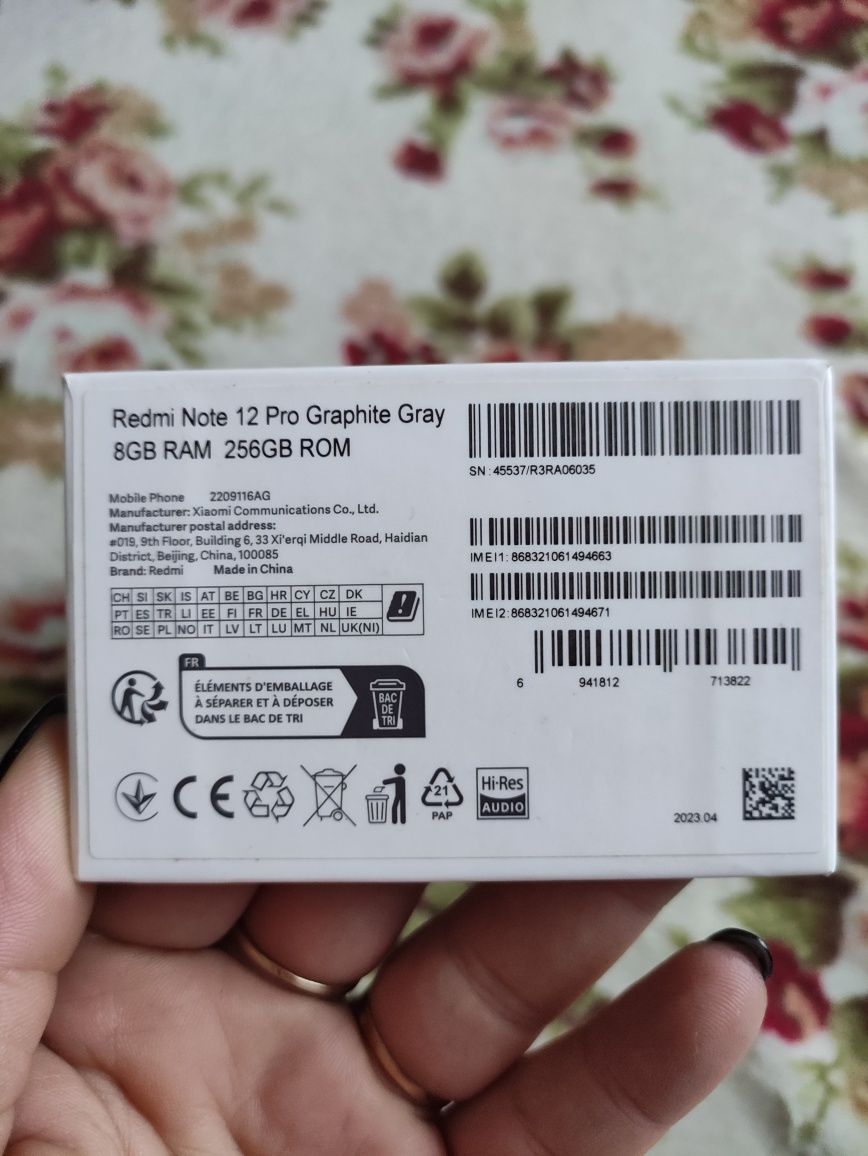 Redmi Note 12 Pro Graphite Gray
8GB RAM 256GB ROM
Mobile Phone 2209116AG
Manufacturer: Xiaomi Communications Co., Ltd.
Manufacturer postal address:
#019, 9th Floor, Building 6, 33 Xi'erqi Middle Road, Haidian
District, Beijing, China, 100085
Brand: Redmi Made in China
CH SI SK IS AT BE BG HR CY CZ DK
PT ES TR LI EE FI FR DE EL HU IE
RO SE PL NO IT LV LT LU MT NL UK(NI)
FR
ÉLÉMENTS D'EMBALLAGE
À SÉPARER ET À DÉPOSER
DANS LE BAC DE TRI
BAC
DE
TRI
CE
21
PAP
Hi-Res
AUDIO
SN : 45537/R3RA06035
IMEI1: 868321061494663
IMEI2: 868321061494671
6 941812 713822
2023.04